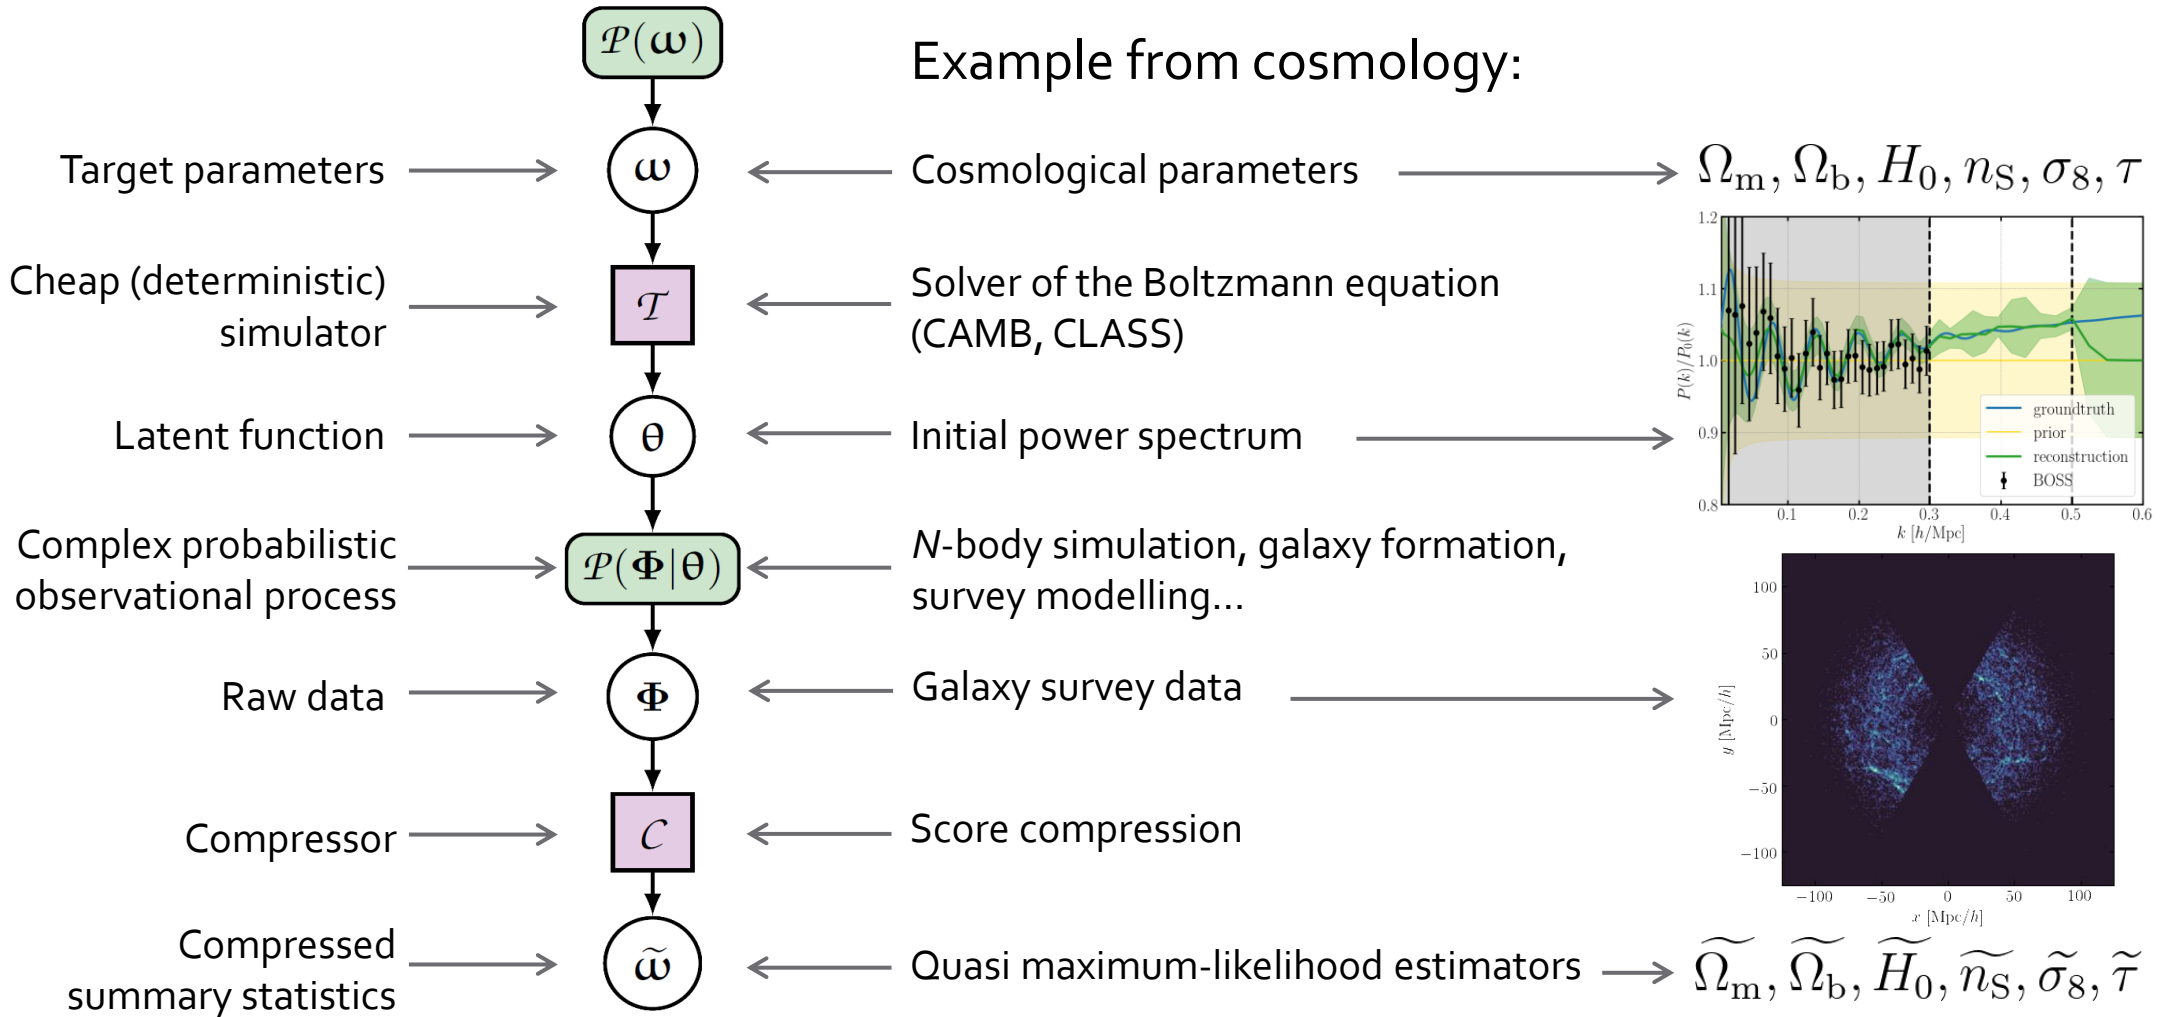 𝒫(ω)
Example from cosmology:
Target parameters
ω
Cosmological parameters
Ωm, Ωb, H0, nS, σ8, τ
Cheap (deterministic)
simulator
𝒯
Solver of the Boltzmann equation
(CAMB, CLASS)
1.2
1.1
1.0
0.9
0.8
P(k)/P0(k)
groundtruth
prior
reconstruction
BOSS
0.1 0.2 0.3 0.4 0.5 0.6
k [h/Mpc]
Latent function
θ
Initial power spectrum
Complex probabilistic
observational process
𝒫(Φ|θ)
N-body simulation, galaxy formation,
survey modelling...
Raw data
Φ
Galaxy survey data
100
50
0
−50
−100
y [Mpc/h]
−100 −50 0 50 100
x [Mpc/h]
Compressor
𝒞
Score compression
Compressed
summary statistics
ω̃
Quasi maximum-likelihood estimators
Ω̃m, Ω̃b, H̃0, ñS, σ̃8, τ̃